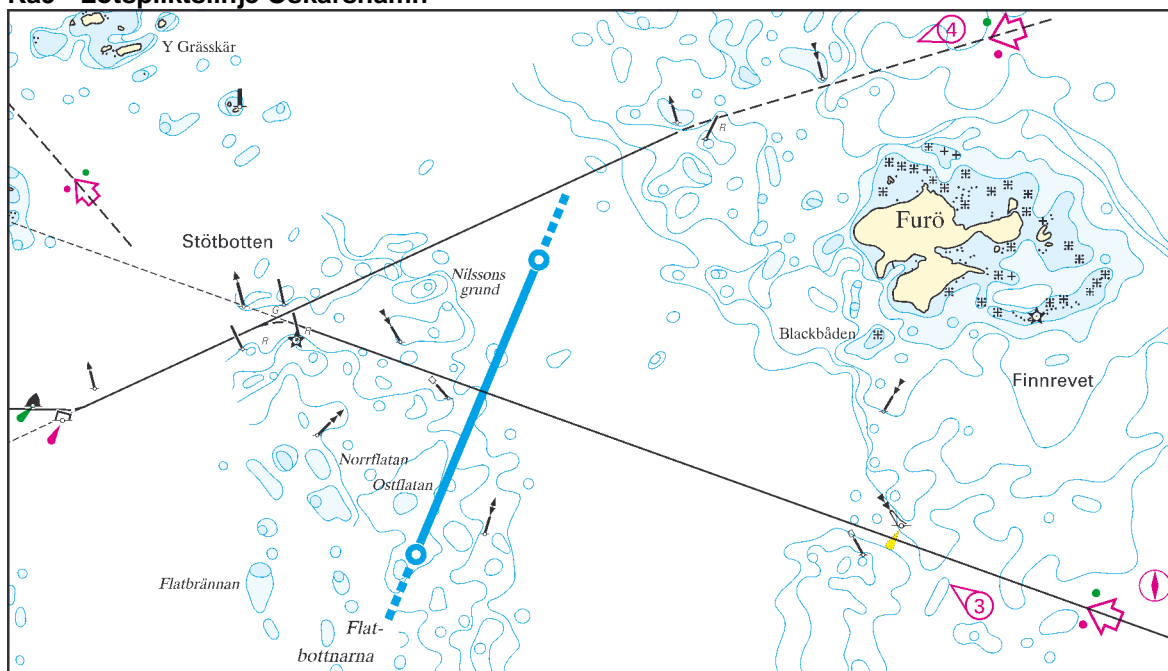 Y Grässkär
4
R
Furö
Stötbotten
Nilssons
grund
G
R
R
Blackbåden
Finnrevet
Norrflatan
Ostflatan
Flatbrännan
3
Flat-
bottnarna